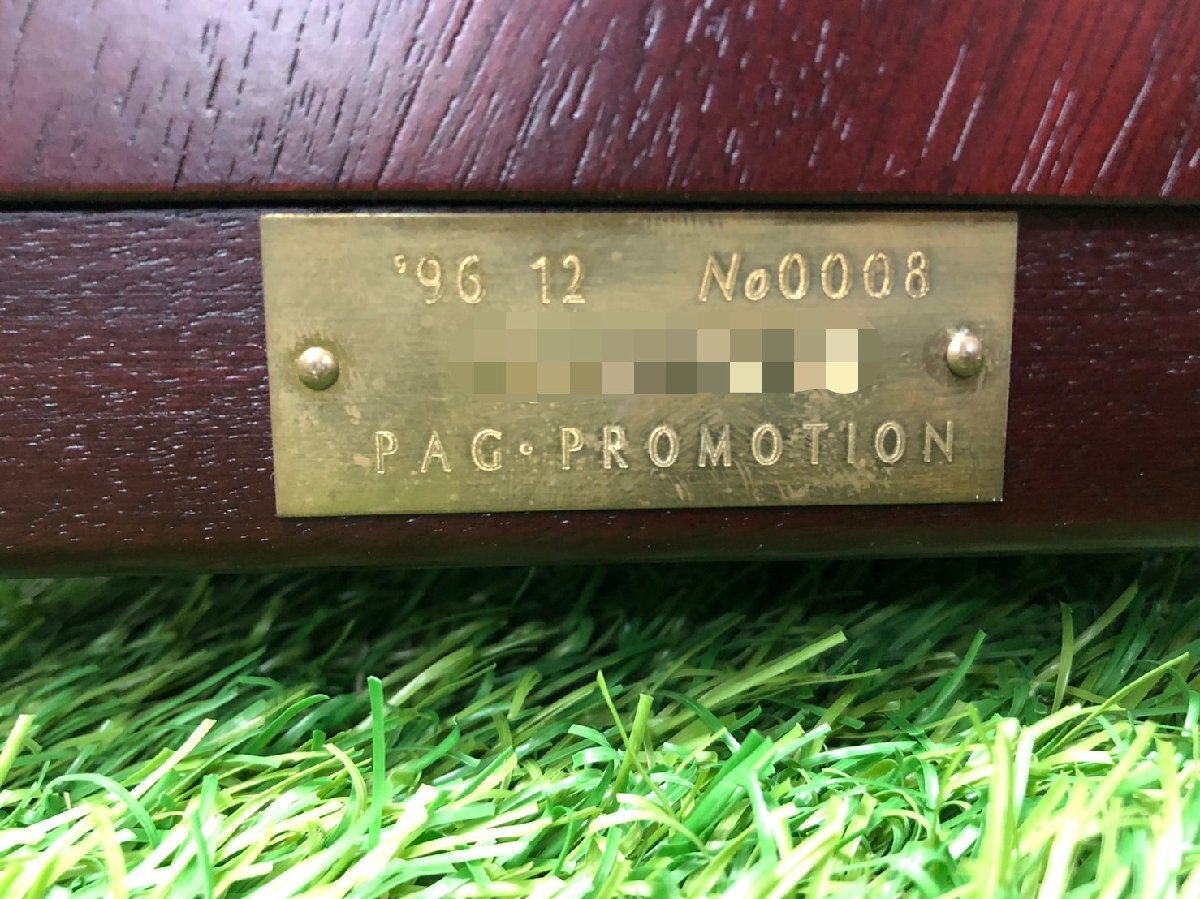 '96 12 No0008
PAG・PROMOTION